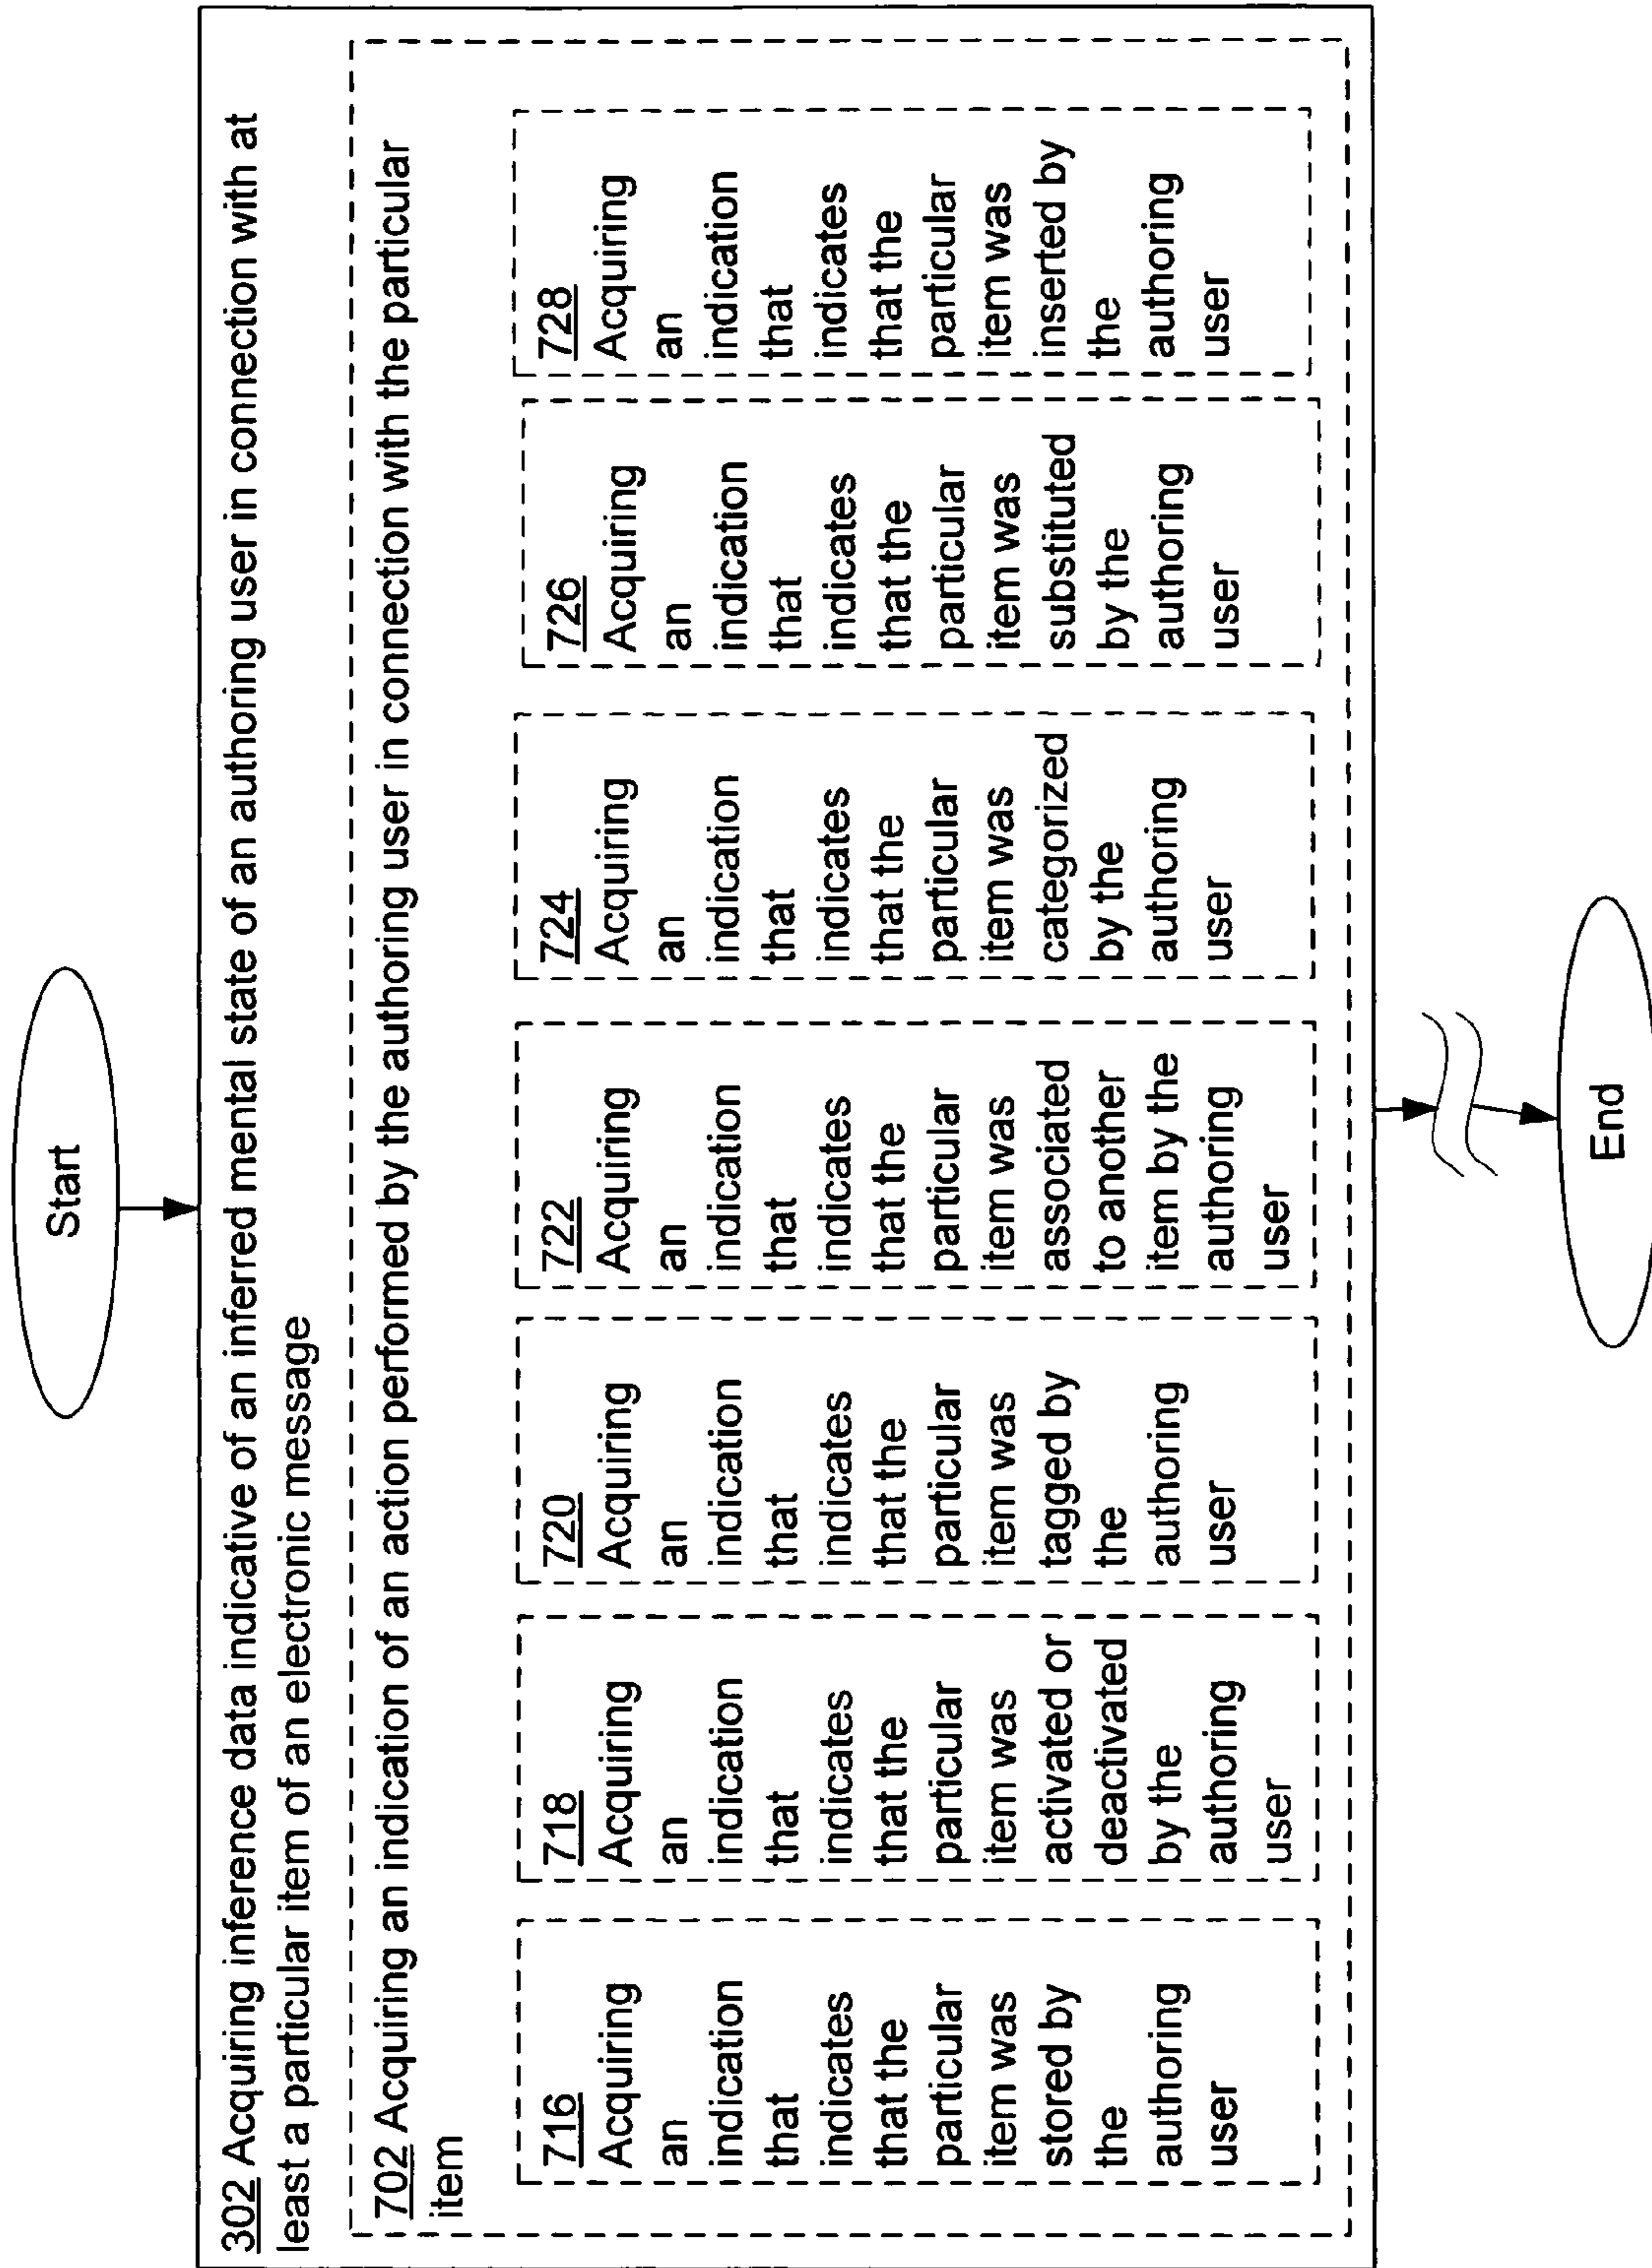 Start
302 Acquiring inference data indicative of an inferred mental state of an authoring user in connection with at
least a particular item of an electronic message
702 Acquiring an indication of an action performed by the authoring user in connection with the particular
item
716
Acquiring
an
indication
that
indicates
that the
particular
item was
stored by
the
authoring
user
718
Acquiring
an
indication
that
indicates
that the
particular
item was
activated or
deactivated
by the
authoring
user
720
Acquiring
an
indication
that
indicates
that the
particular
item was
tagged by
the
authoring
user
722
Acquiring
an
indication
that
indicates
that the
particular
item was
associated
to another
item by the
authoring
user
724
Acquiring
an
indication
that
indicates
that the
particular
item was
categorized
by the
authoring
user
726
Acquiring
an
indication
that
indicates
that the
particular
item was
substituted
by the
authoring
user
728
Acquiring
an
indication
that
indicates
that the
particular
item was
inserted by
the
authoring
user
End